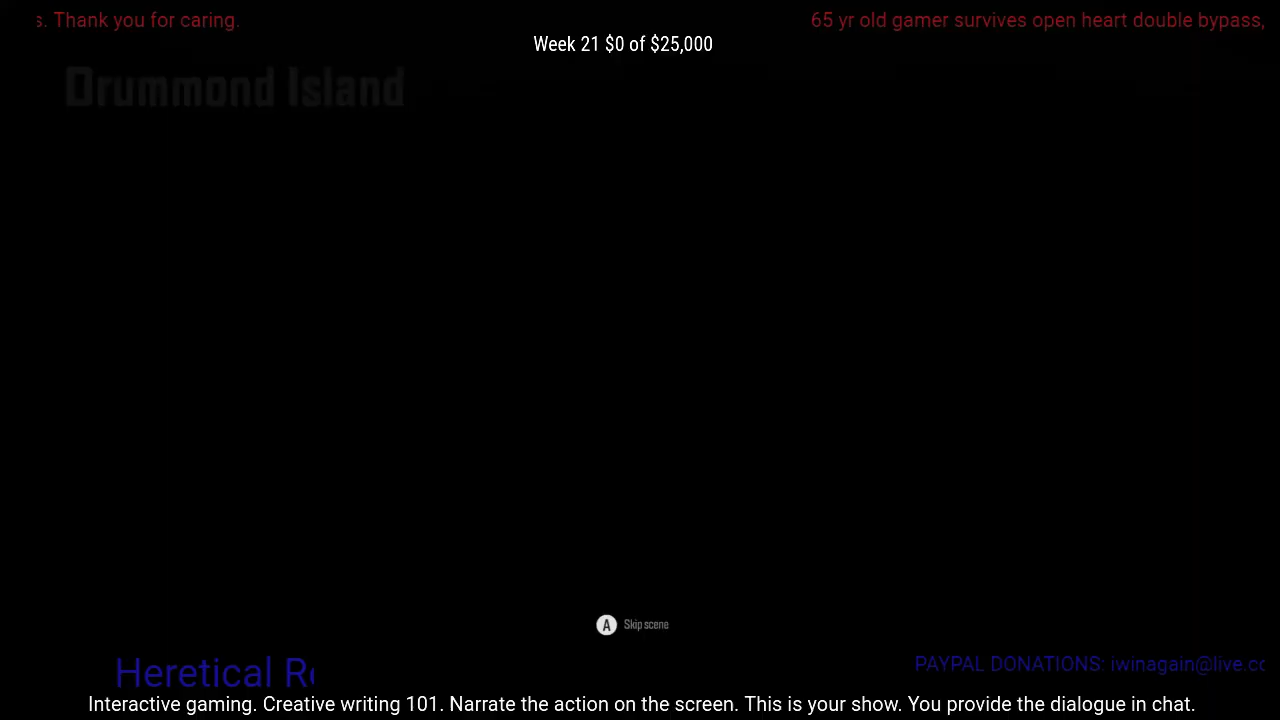 s. Thank you for caring.
65 yr old gamer survives open heart double bypass,
Week 21 $0 of $25,000
Drummond Island
A Skip scene
Heretical Re
PAYPAL DONATIONS: iwinagain@live.co
Interactive gaming. Creative writing 101. Narrate the action on the screen. This is your show. You provide the dialogue in chat.